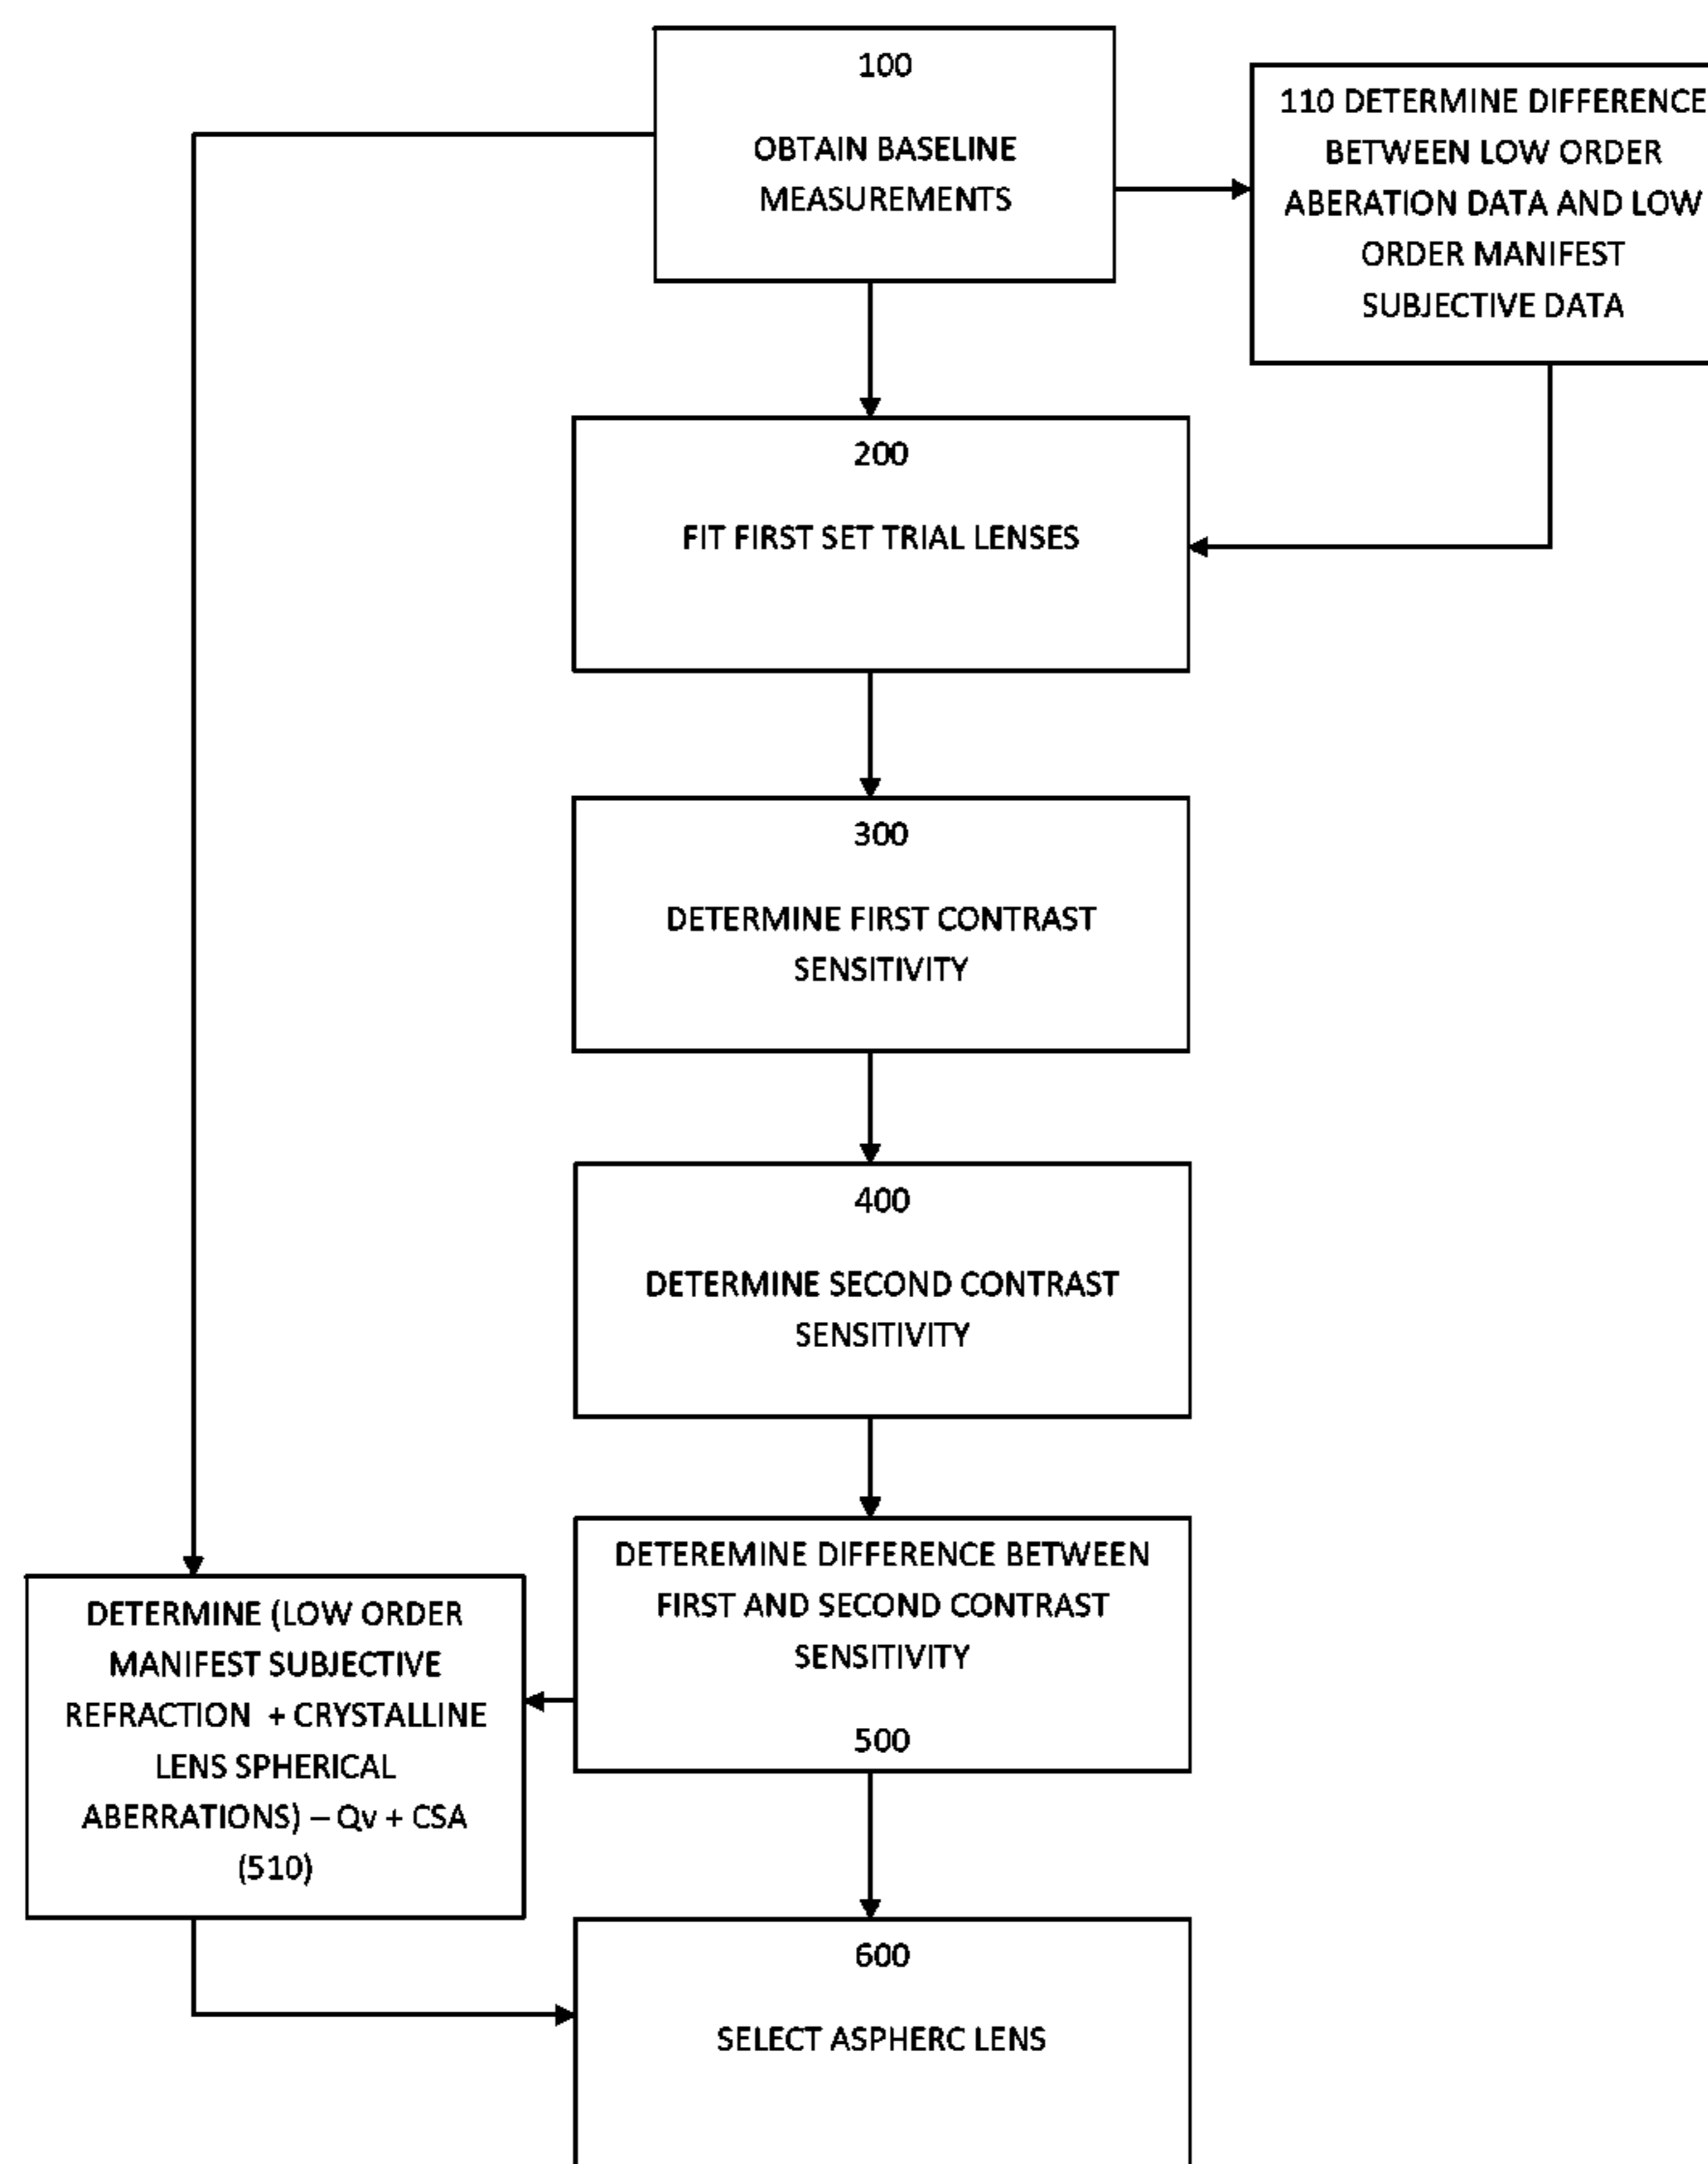 100
OBTAIN BASELINE
MEASUREMENTS
110 DETERMINE DIFFERENCE
BETWEEN LOW ORDER
ABERATION DATA AND LOW
ORDER MANIFEST
SUBJECTIVE DATA
200
FIT FIRST SET TRIAL LENSES
300
DETERMINE FIRST CONTRAST
SENSITIVITY
400
DETERMINE SECOND CONTRAST
SENSITIVITY
DETEREMINE DIFFERENCE BETWEEN
FIRST AND SECOND CONTRAST
SENSITIVITY
500
DETERMINE (LOW ORDER
MANIFEST SUBJECTIVE
REFRACTION + CRYSTALLINE
LENS SPHERICAL
ABERRATIONS) – Qv + CSA
(510)
600
SELECT ASPHERC LENS